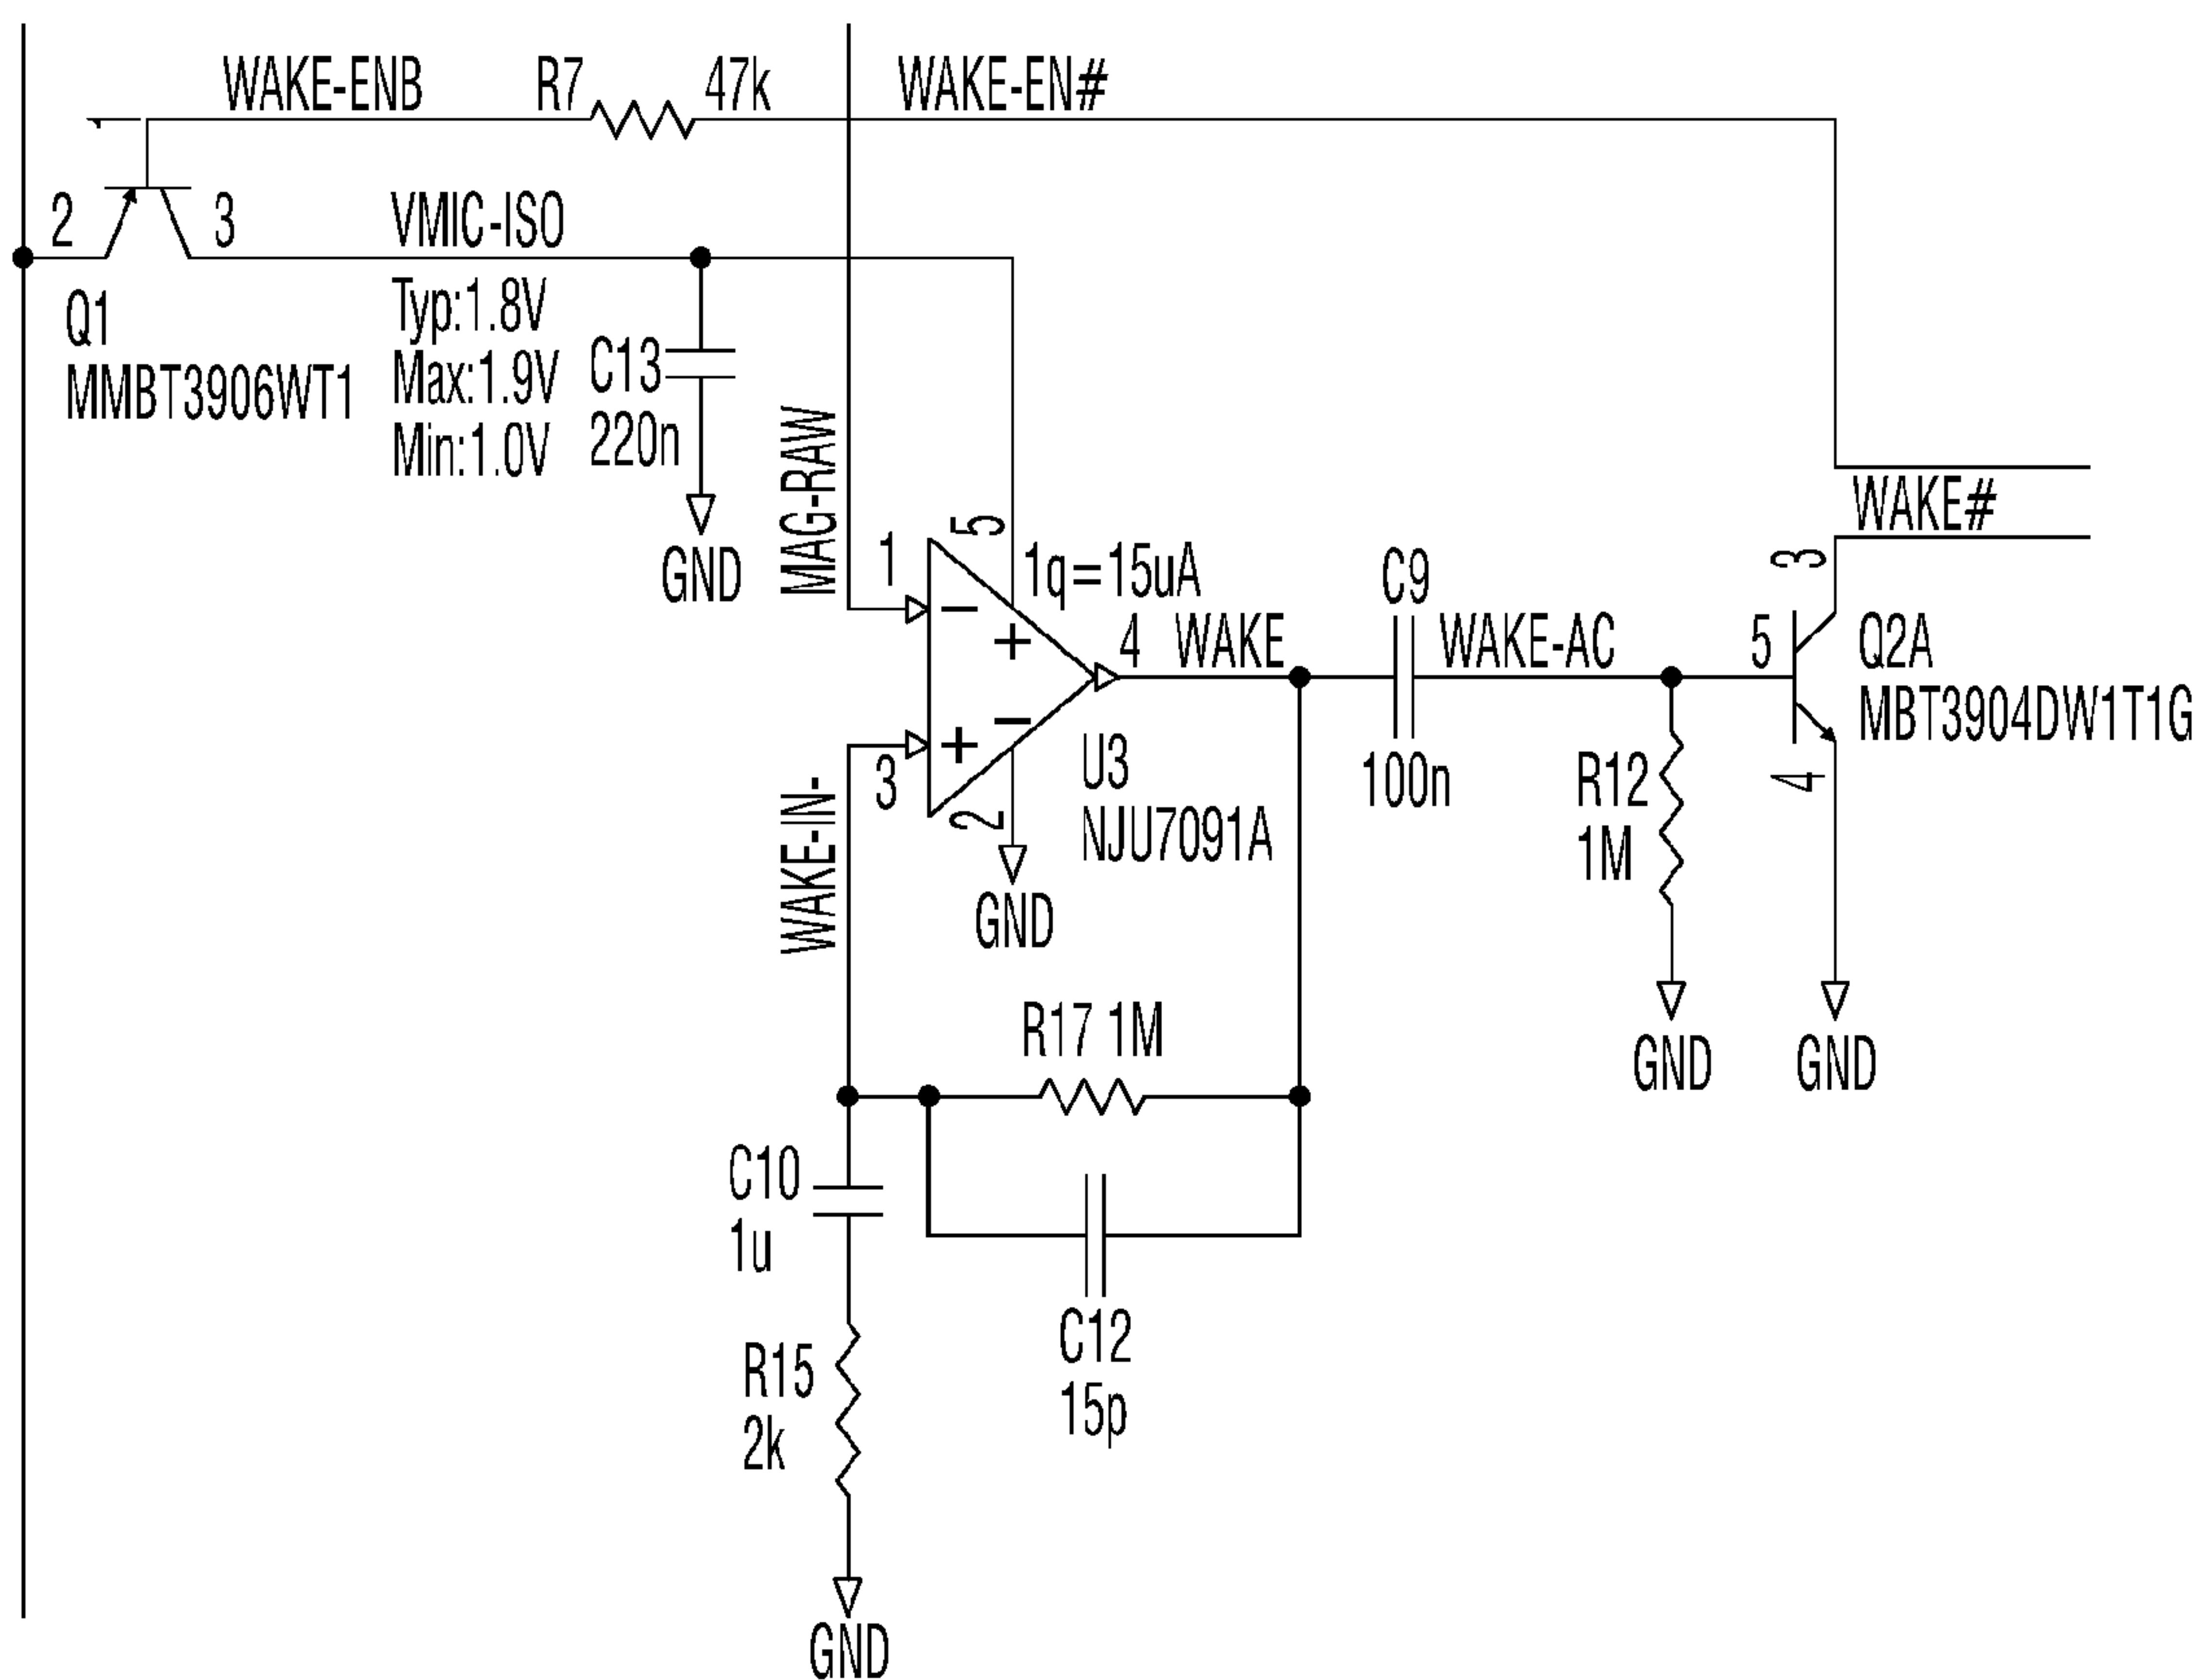 WAKE-ENB R7 47k WAKE-EN#
2 3 VMIC-ISO
Q1 Typ:1.8V
MMBT3906WT1 Max:1.9V
Min:1.0V
C13
220n
GND
MAG-RAW
1
5
1q=15uA
4 WAKE
C9
100n
WAKE-AC
WAKE#
3
5
Q2A
MBT3904DW1T1G
4
R12
1M
GND
GND
+
-
-
+
3
2
U3
NJU7091A
GND
WAKE-IN-
R17 1M
C10
1u
C12
15p
R15
2k
GND